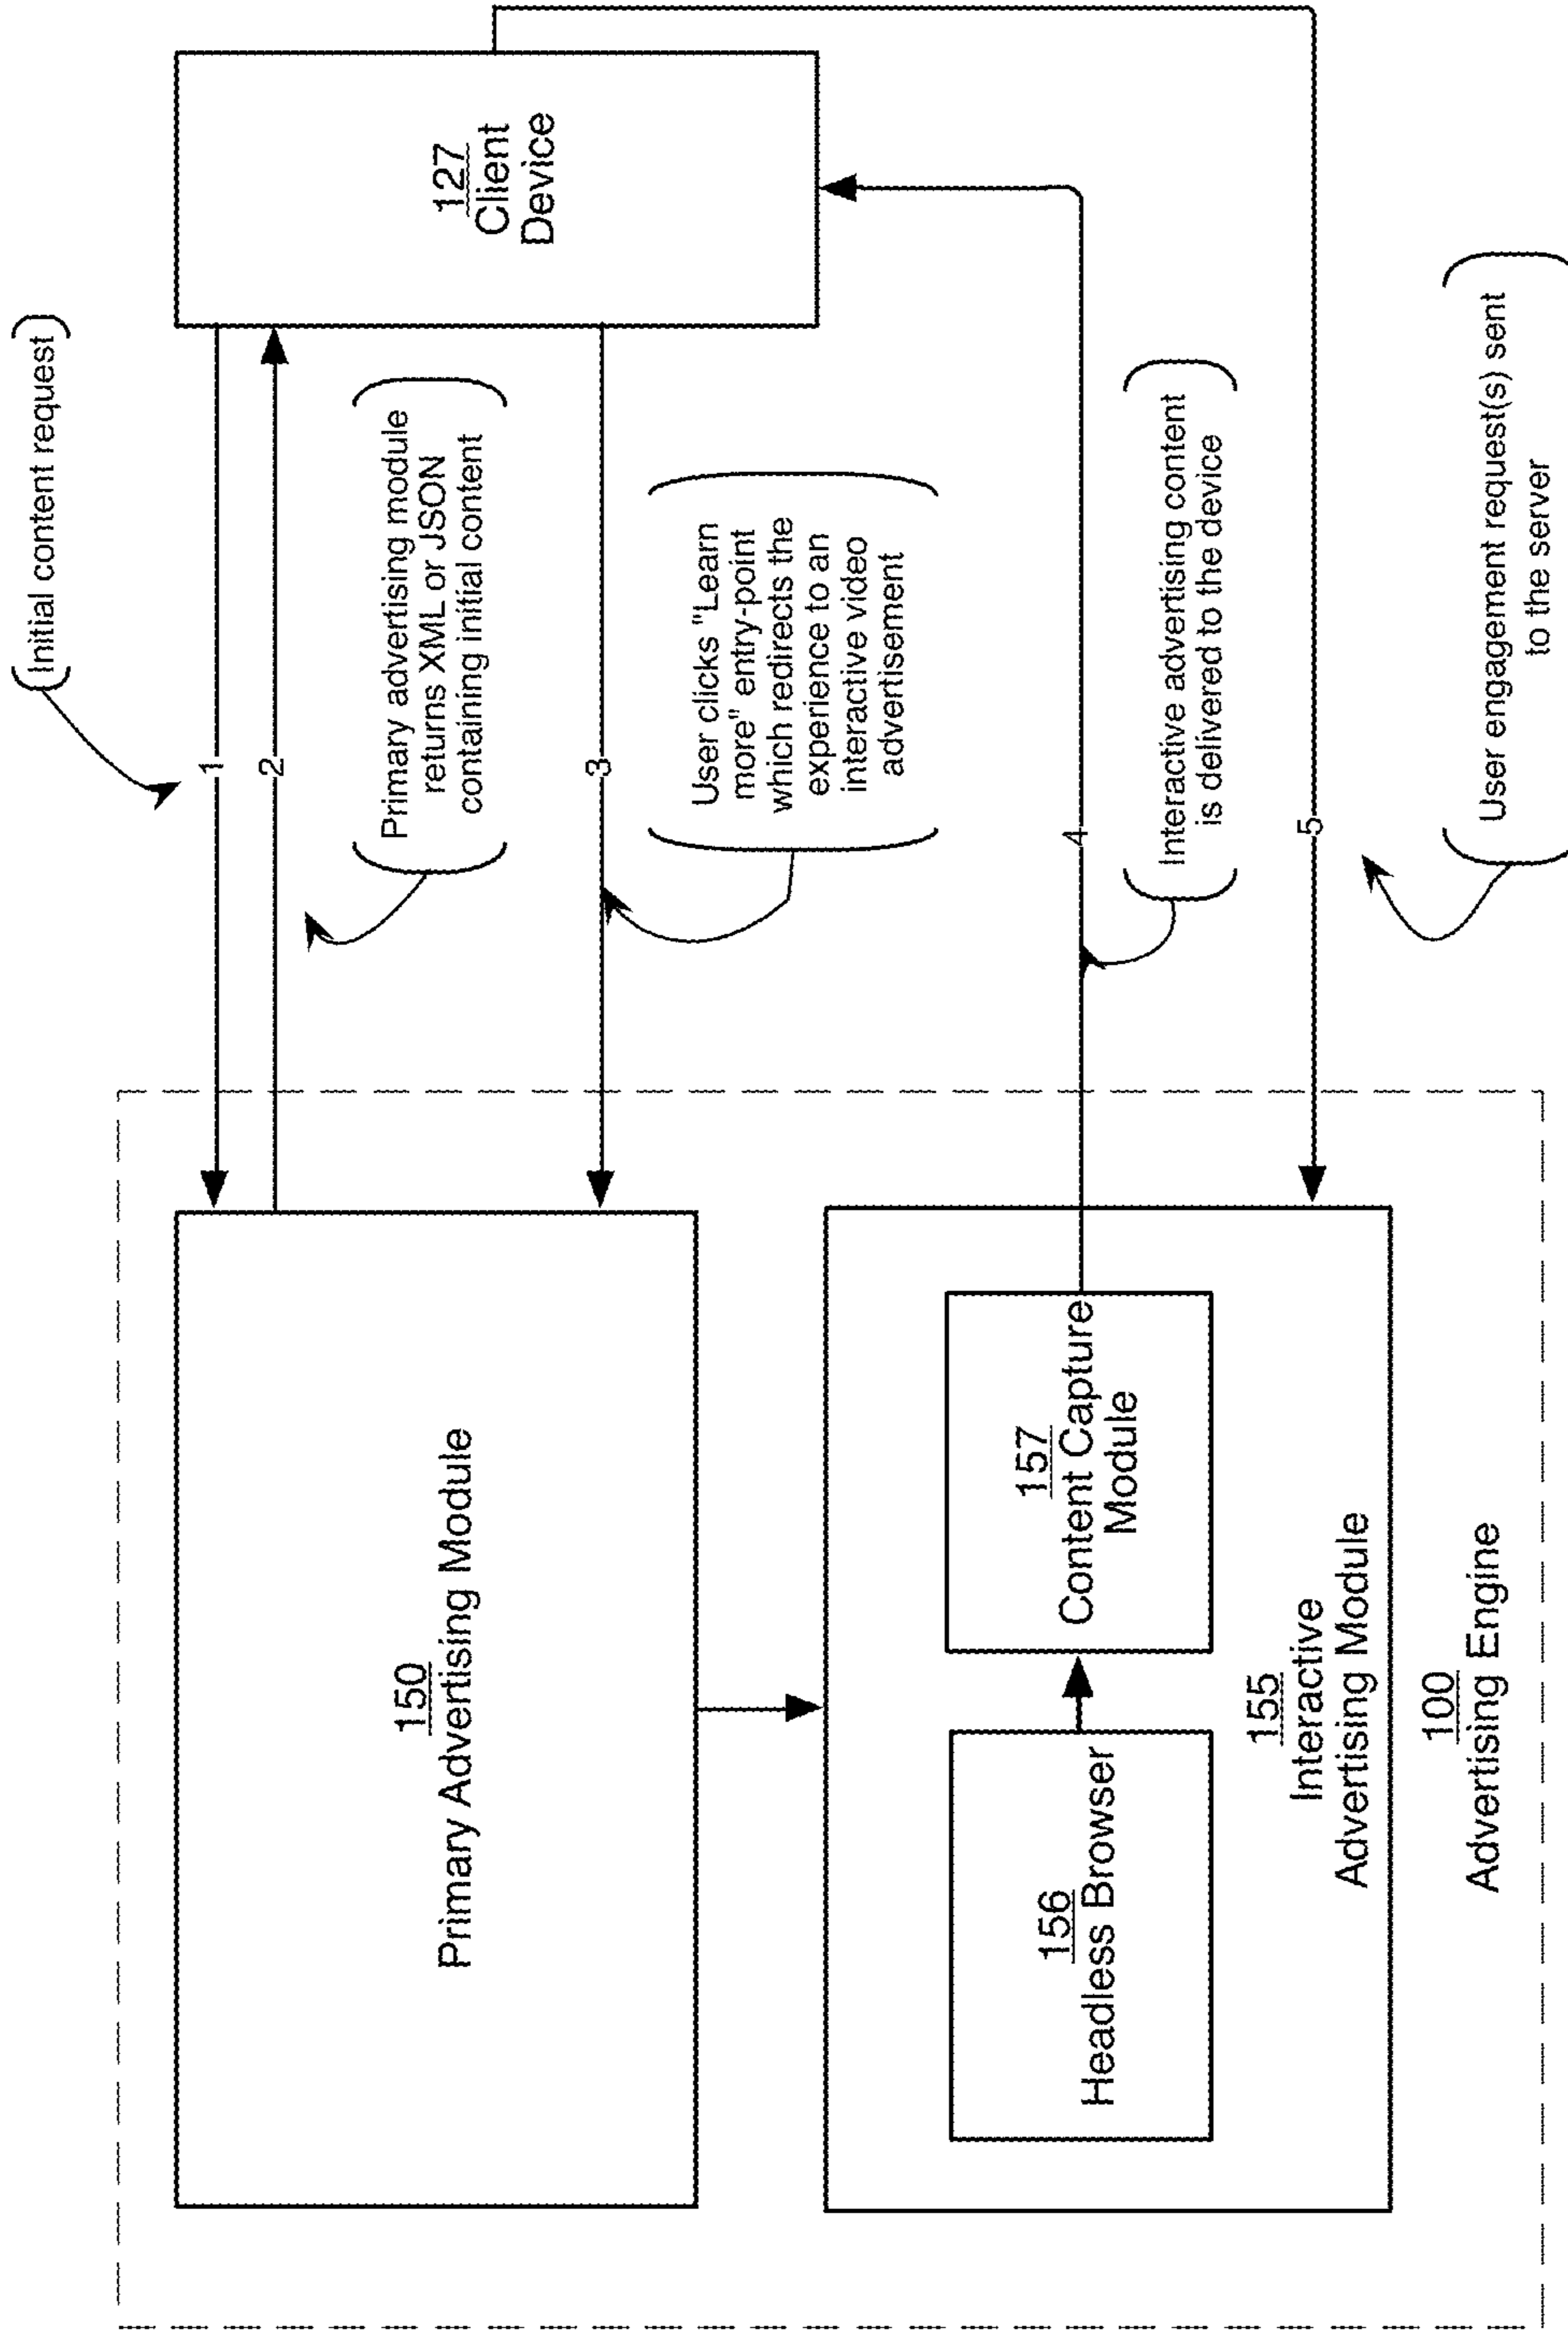 (Initial content request)
1
2
Primary advertising module
returns XML or JSON
containing initial content
3
User clicks "Learn
more" entry-point
which redirects the
experience to an
interactive video
advertisement
4
Interactive advertising content
is delivered to the device
5
User engagement request(s) sent
to the server
127
Client
Device
150
Primary Advertising Module
156
Headless Browser
157
Content Capture
Module
155
Interactive
Advertising Module
100
Advertising Engine